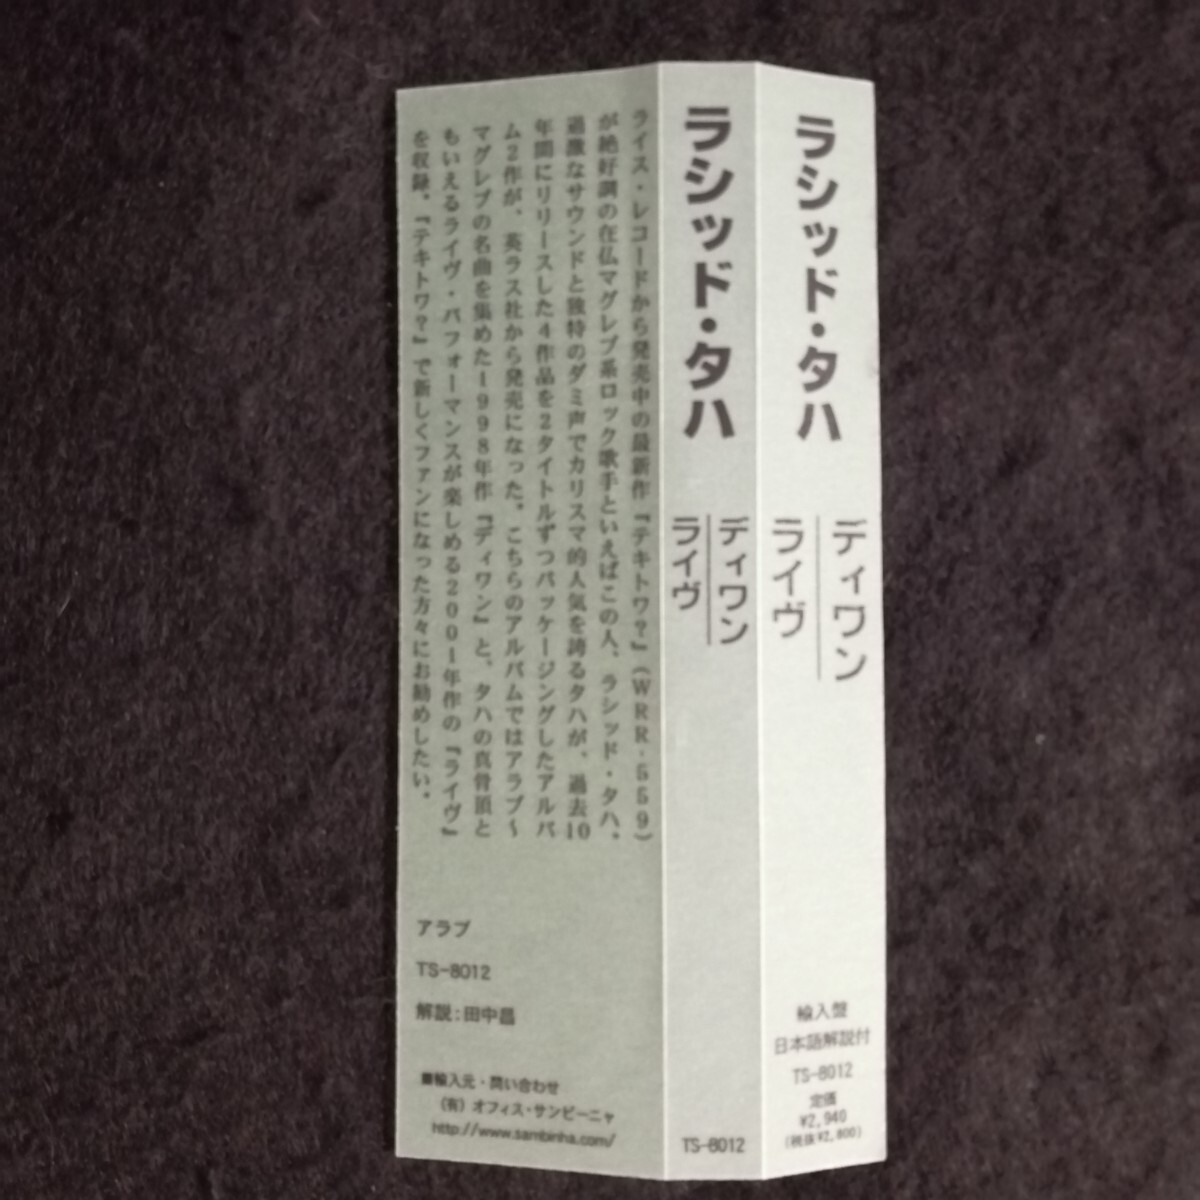 ラシッド・タハ
ディワン
ライヴ
輸入盤
日本語解説付
TS-8012
定価
¥2,940
(税抜¥2,800)
ラシッド・タハ
ディワン
ライヴ
TS-8012
ライス・レコードから発売中の最新作『テキトワ?』(WRR-559)
が絶好調の在仏マグレブ系ロック歌手といえばこの人、ラシッド・タハ。
過激なサウンドと独特のダミ声でカリスマ的人気を誇るタハが、過去10
年間にリリースした4作品を2タイトルずつパッケージングしたアルバ
ム2作が、英ラス社から発売になった。こちらのアルバムではアラブ〜
マグレブの名曲を集めた1998年作『ディワン』と、タハの真骨頂と
もいえるライヴ・パフォーマンスが楽しめる2001年作の『ライヴ』
を収録。『テキトワ?』で新しくファンになった方々にお勧めしたい。
アラブ
TS-8012
解説:田中昌
■輸入元・問い合わせ
(有)オフィス・サンビーニャ
http://www.sambinha.com/